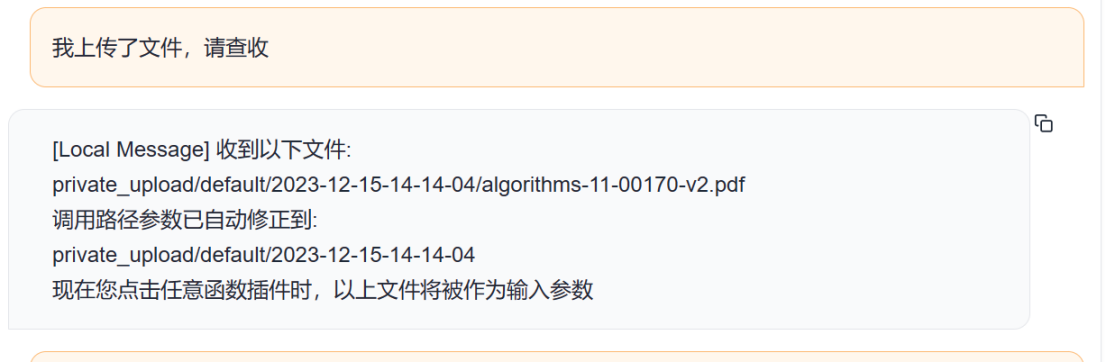 我上传了文件，请查收
[Local Message] 收到以下文件:
private_upload/default/2023-12-15-14-14-04/algorithms-11-00170-v2.pdf
调用路径参数已自动修正到:
private_upload/default/2023-12-15-14-14-04
现在您点击任意函数插件时，以上文件将被作为输入参数